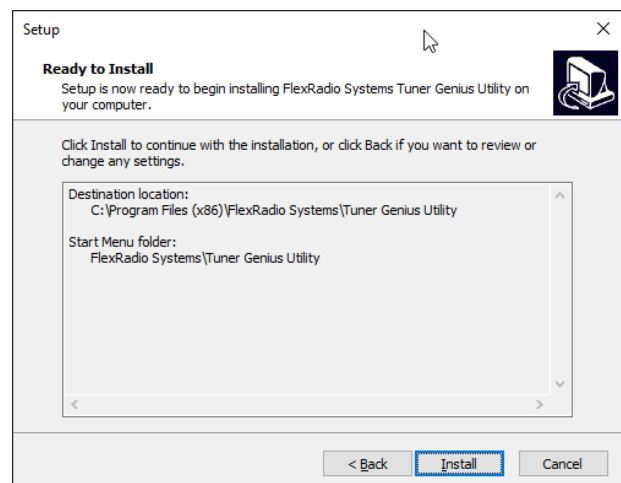 Setup
Ready to Install
Setup is now ready to begin installing FlexRadio Systems Tuner Genius Utility on
your computer.
Click Install to continue with the installation, or click Back if you want to review or
change any settings.
Destination location:
C:\Program Files (x86)\FlexRadio Systems\Tuner Genius Utility
Start Menu folder:
FlexRadio Systems\Tuner Genius Utility
< Back
Install
Cancel